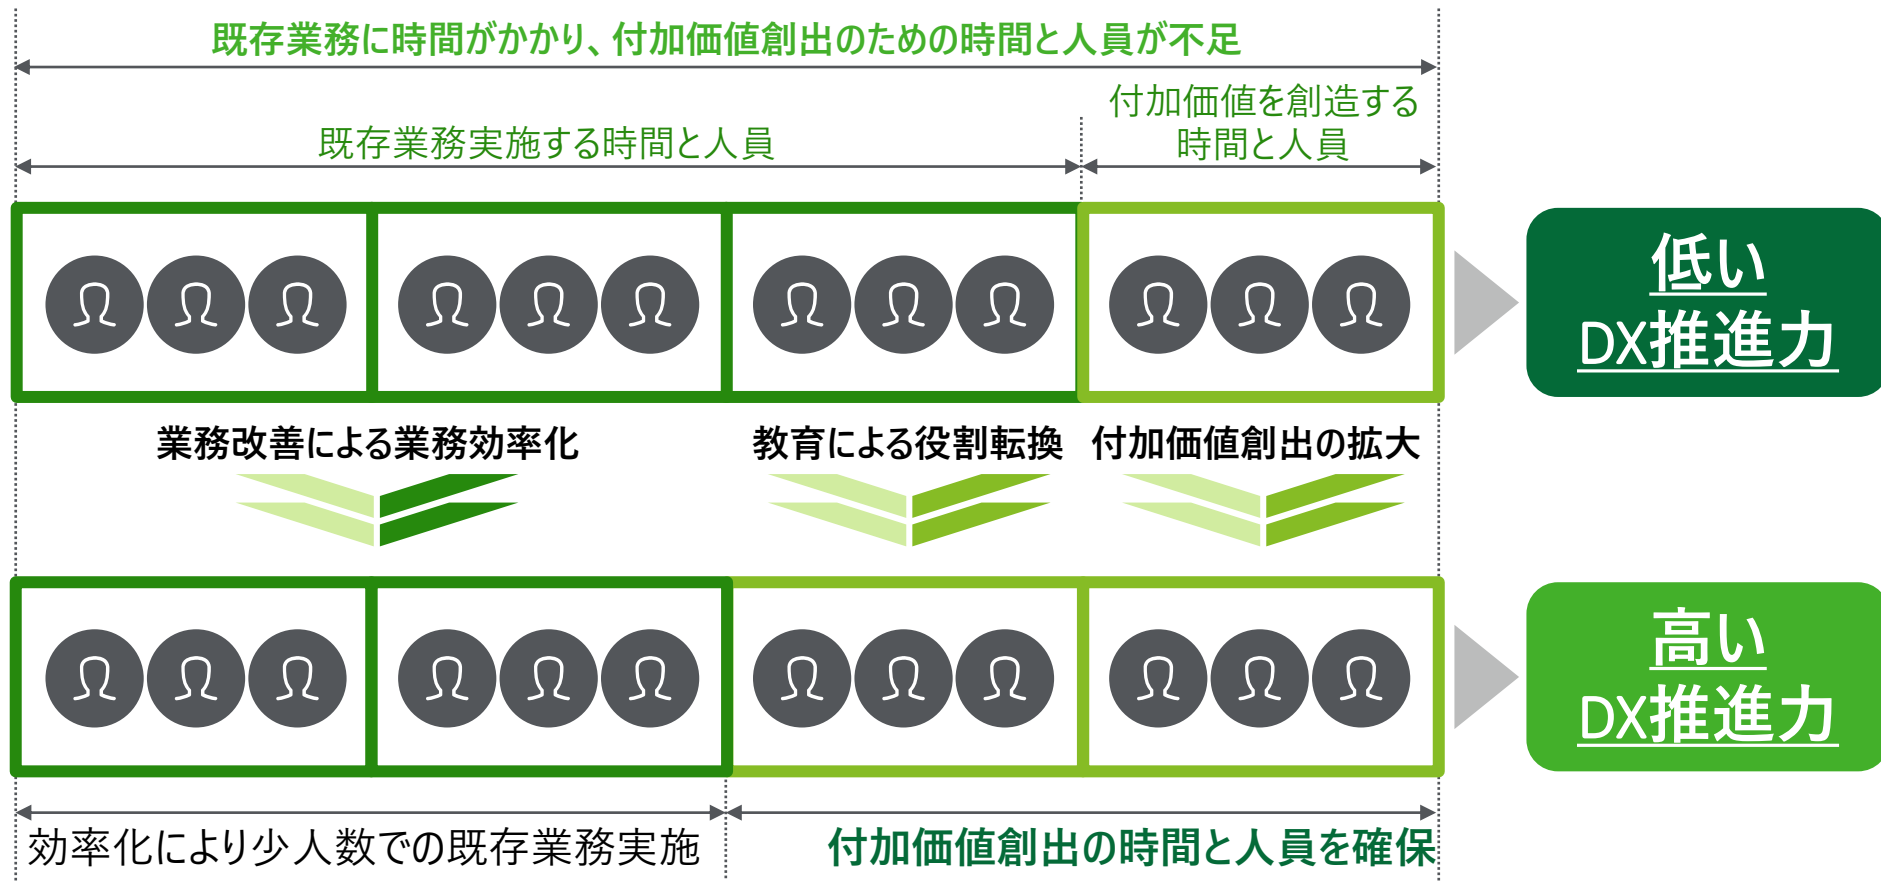 既存業務に時間がかかり、付加価値創出のための時間と人員が不足
付加価値を創造する
時間と人員
既存業務実施する時間と人員
低い
DX推進力
業務改善による業務効率化
教育による役割転換
付加価値創出の拡大
高い
DX推進力
効率化により少人数での既存業務実施
付加価値創出の時間と人員を確保